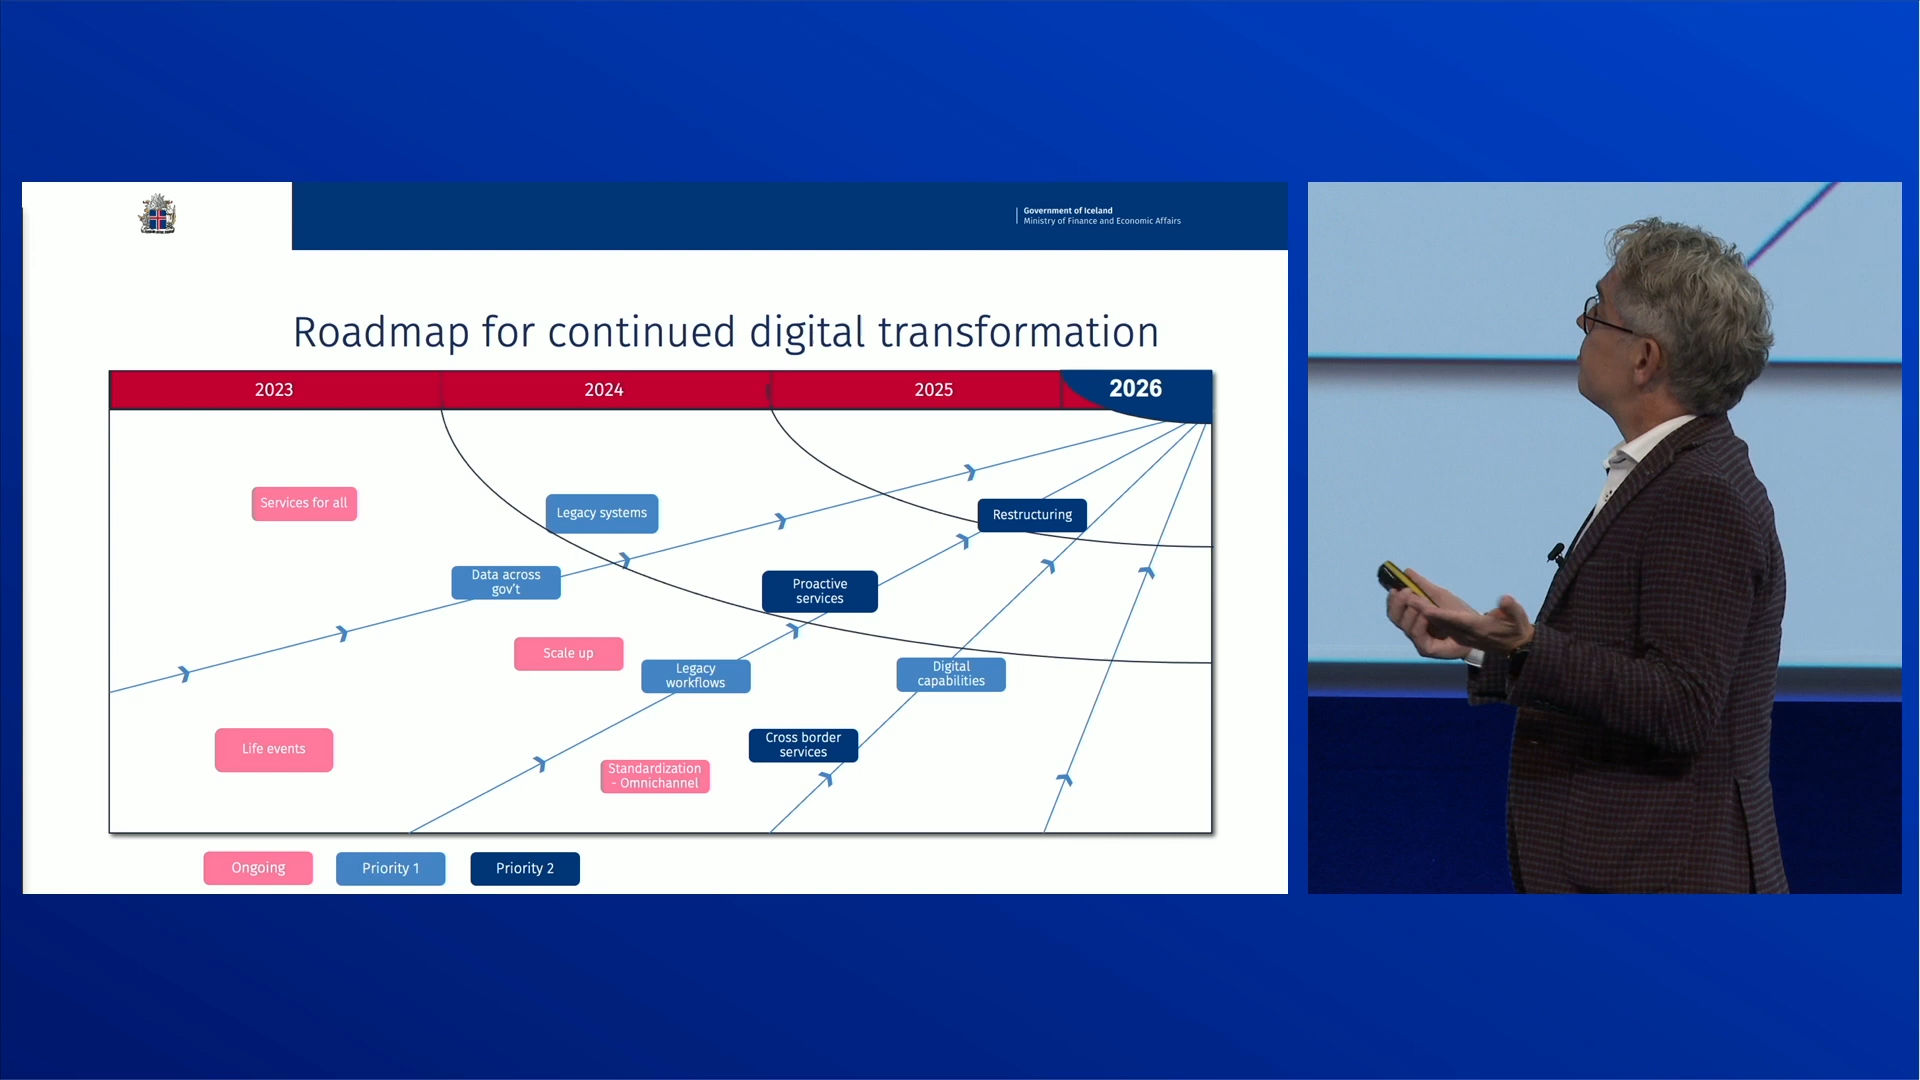 Government of Iceland
Ministry of Finance and Economic Affairs
Roadmap for continued digital transformation
2023
2024
2025
2026
Services for all
Legacy systems
Restructuring
Data across
gov't
Proactive
services
Scale up
Legacy
workflows
Digital
capabilities
Life events
Cross border
services
Standardization
- Omnichannel
Ongoing
Priority 1
Priority 2